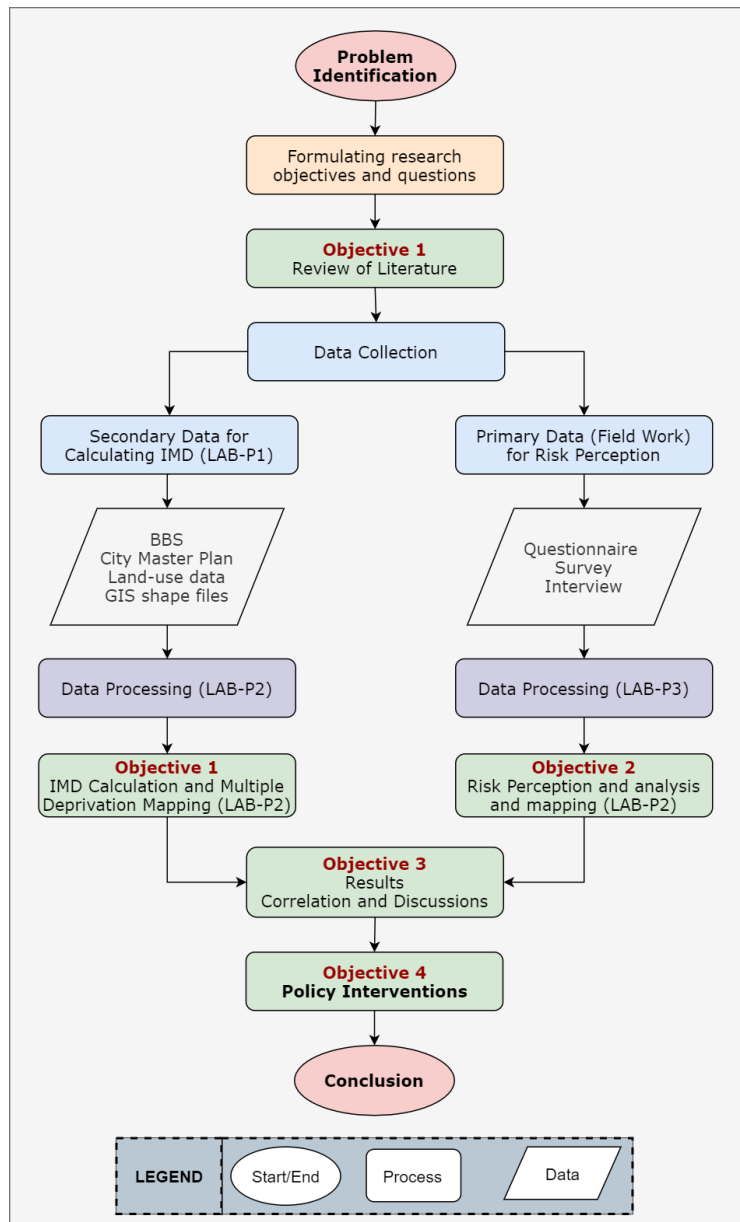 Problem
Identification
Formulating research
objectives and questions
Objective 1
Review of Literature
Data Collection
Secondary Data for
Calculating IMD (LAB-P1)
Primary Data (Field Work)
for Risk Perception
BBS
City Master Plan
Land-use data
GIS shape files
Questionnaire
Survey
Interview
Data Processing (LAB-P2)
Data Processing (LAB-P3)
Objective 1
IMD Calculation and Multiple
Deprivation Mapping (LAB-P2)
Objective 2
Risk Perception and analysis
and mapping (LAB-P2)
Objective 3
Results
Correlation and Discussions
Objective 4
Policy Interventions
Conclusion
LEGEND
Start/End
Process
Data